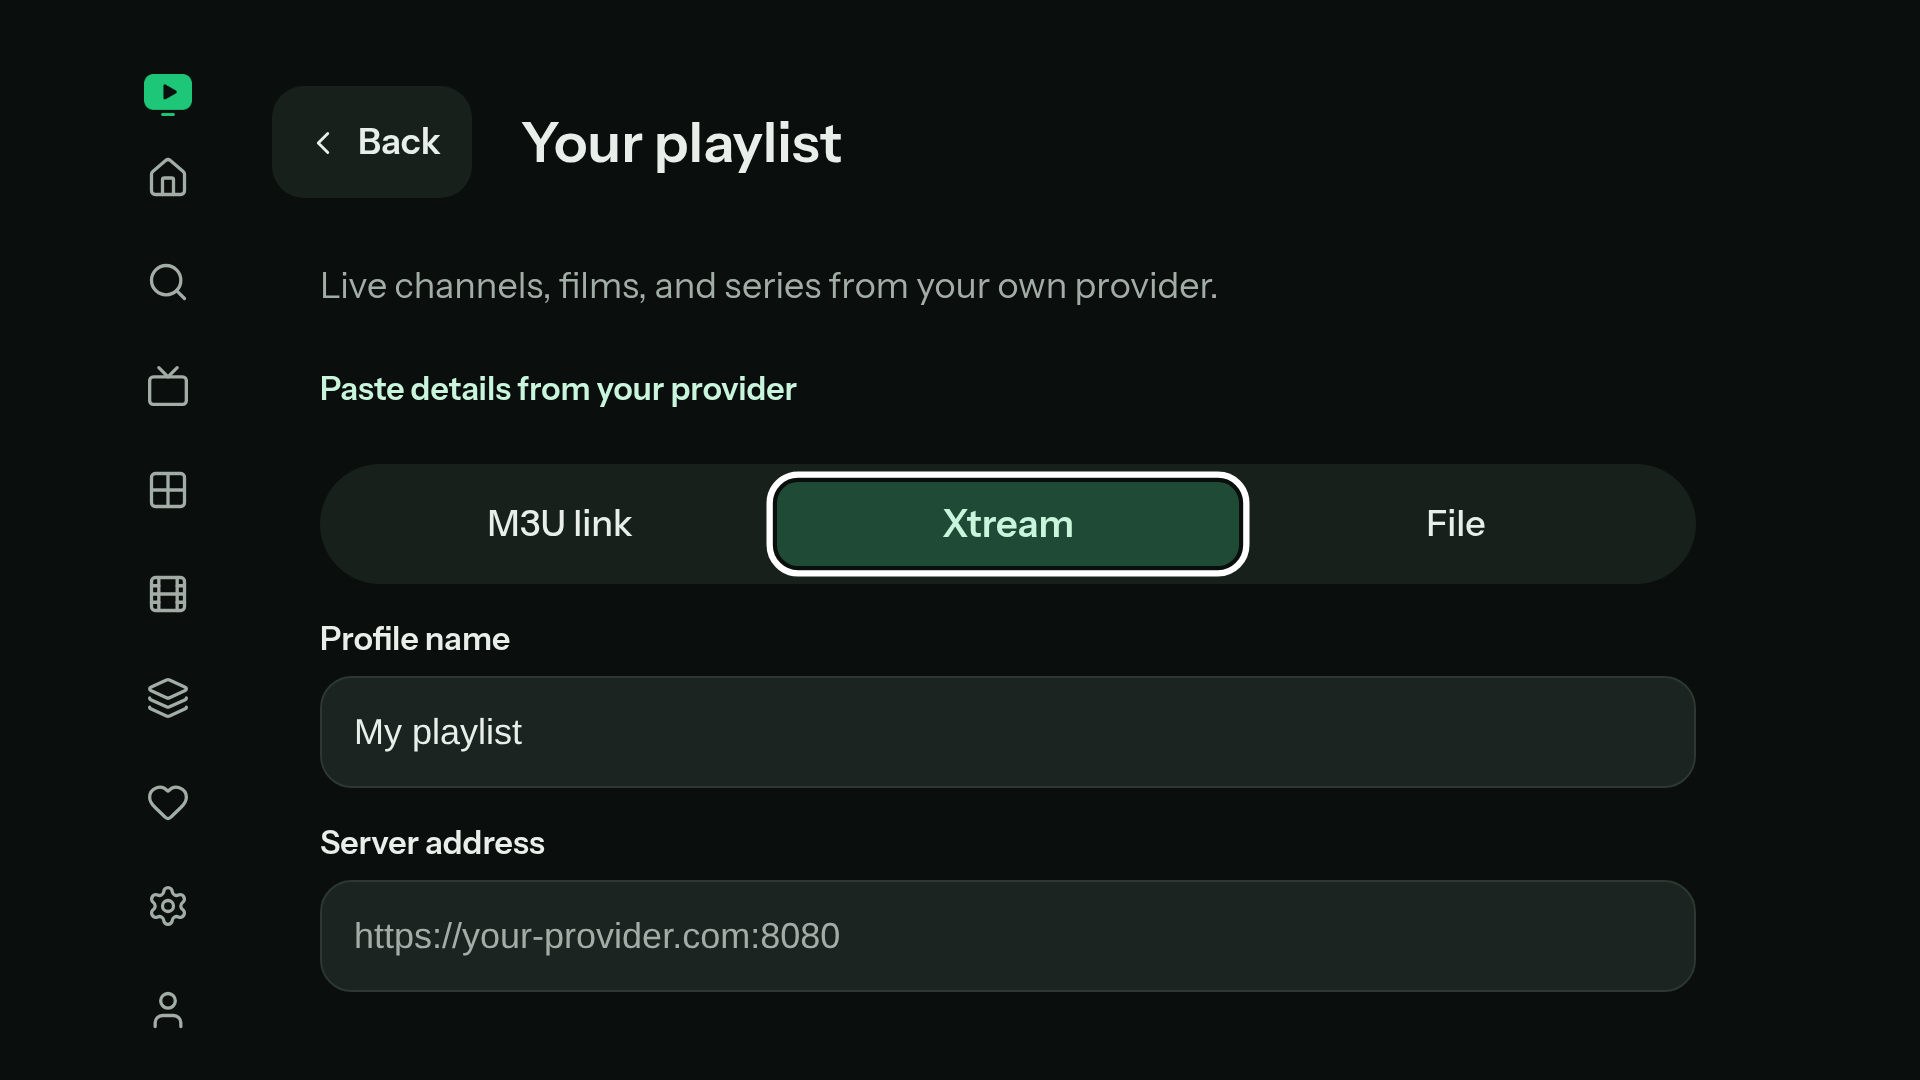 Back
Your playlist
Live channels, films, and series from your own provider.
Paste details from your provider
M3U link
Xtream
File
Profile name
My playlist
Server address
https://your-provider.com:8080